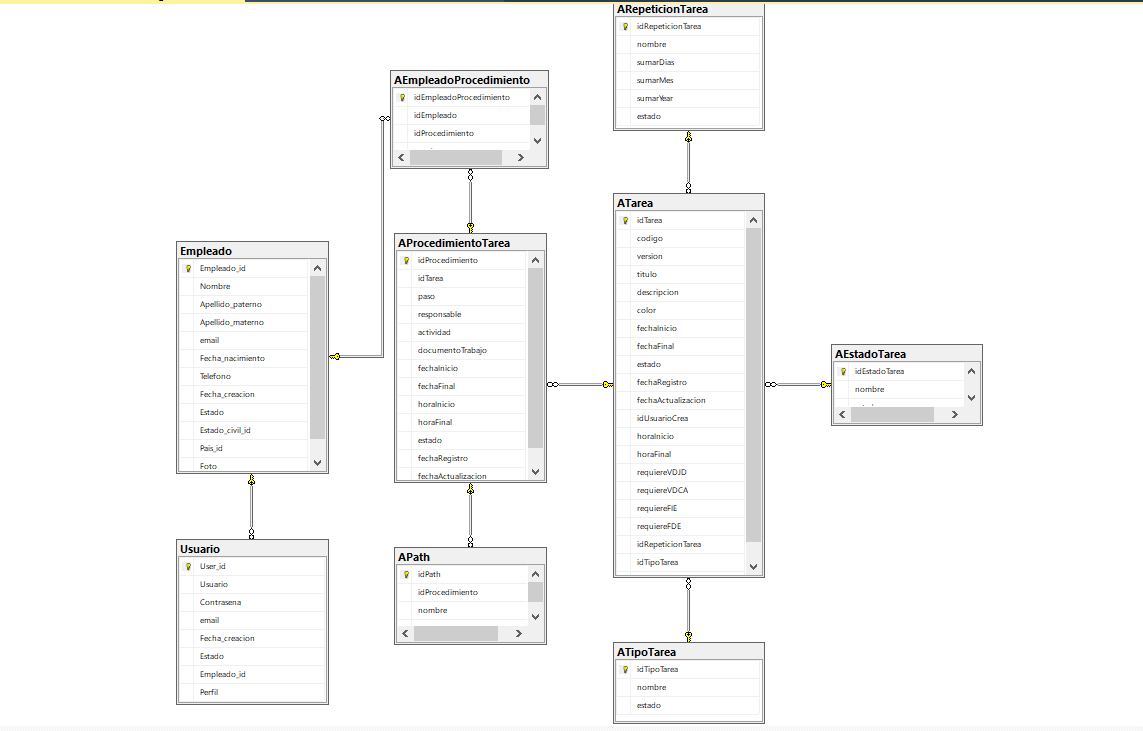 ARepeticionTarea
idRepeticionTarea
nombre
sumarDias
sumarMes
sumarYear
estado
AEmpleadoProcedimiento
idEmpleadoProcedimiento
idEmpleado
idProcedimiento
ATarea
idTarea
codigo
version
titulo
descripcion
color
fechaInicio
fechaFinal
estado
fechaRegistro
fechaActualizacion
idUsuarioCrea
horaInicio
horaFinal
requiereVDJD
requiereVDCA
requiereFIE
requiereFDE
idRepeticionTarea
idTipoTarea
AProcedimientoTarea
idProcedimiento
idTarea
paso
responsable
actividad
documentoTrabajo
fechaInicio
fechaFinal
horaInicio
horaFinal
estado
fechaRegistro
fechaActualizacion
Empleado
Empleado_id
Nombre
Apellido_paterno
Apellido_materno
email
Fecha_nacimiento
Telefono
Fecha_creacion
Estado
Estado_civil_id
Pais_id
Foto
AEstadoTarea
idEstadoTarea
nombre
Usuario
User_id
Usuario
Contrasena
email
Fecha_creacion
Estado
Empleado_id
Perfil
APath
idPath
idProcedimiento
nombre
ATipoTarea
idTipoTarea
nombre
estado